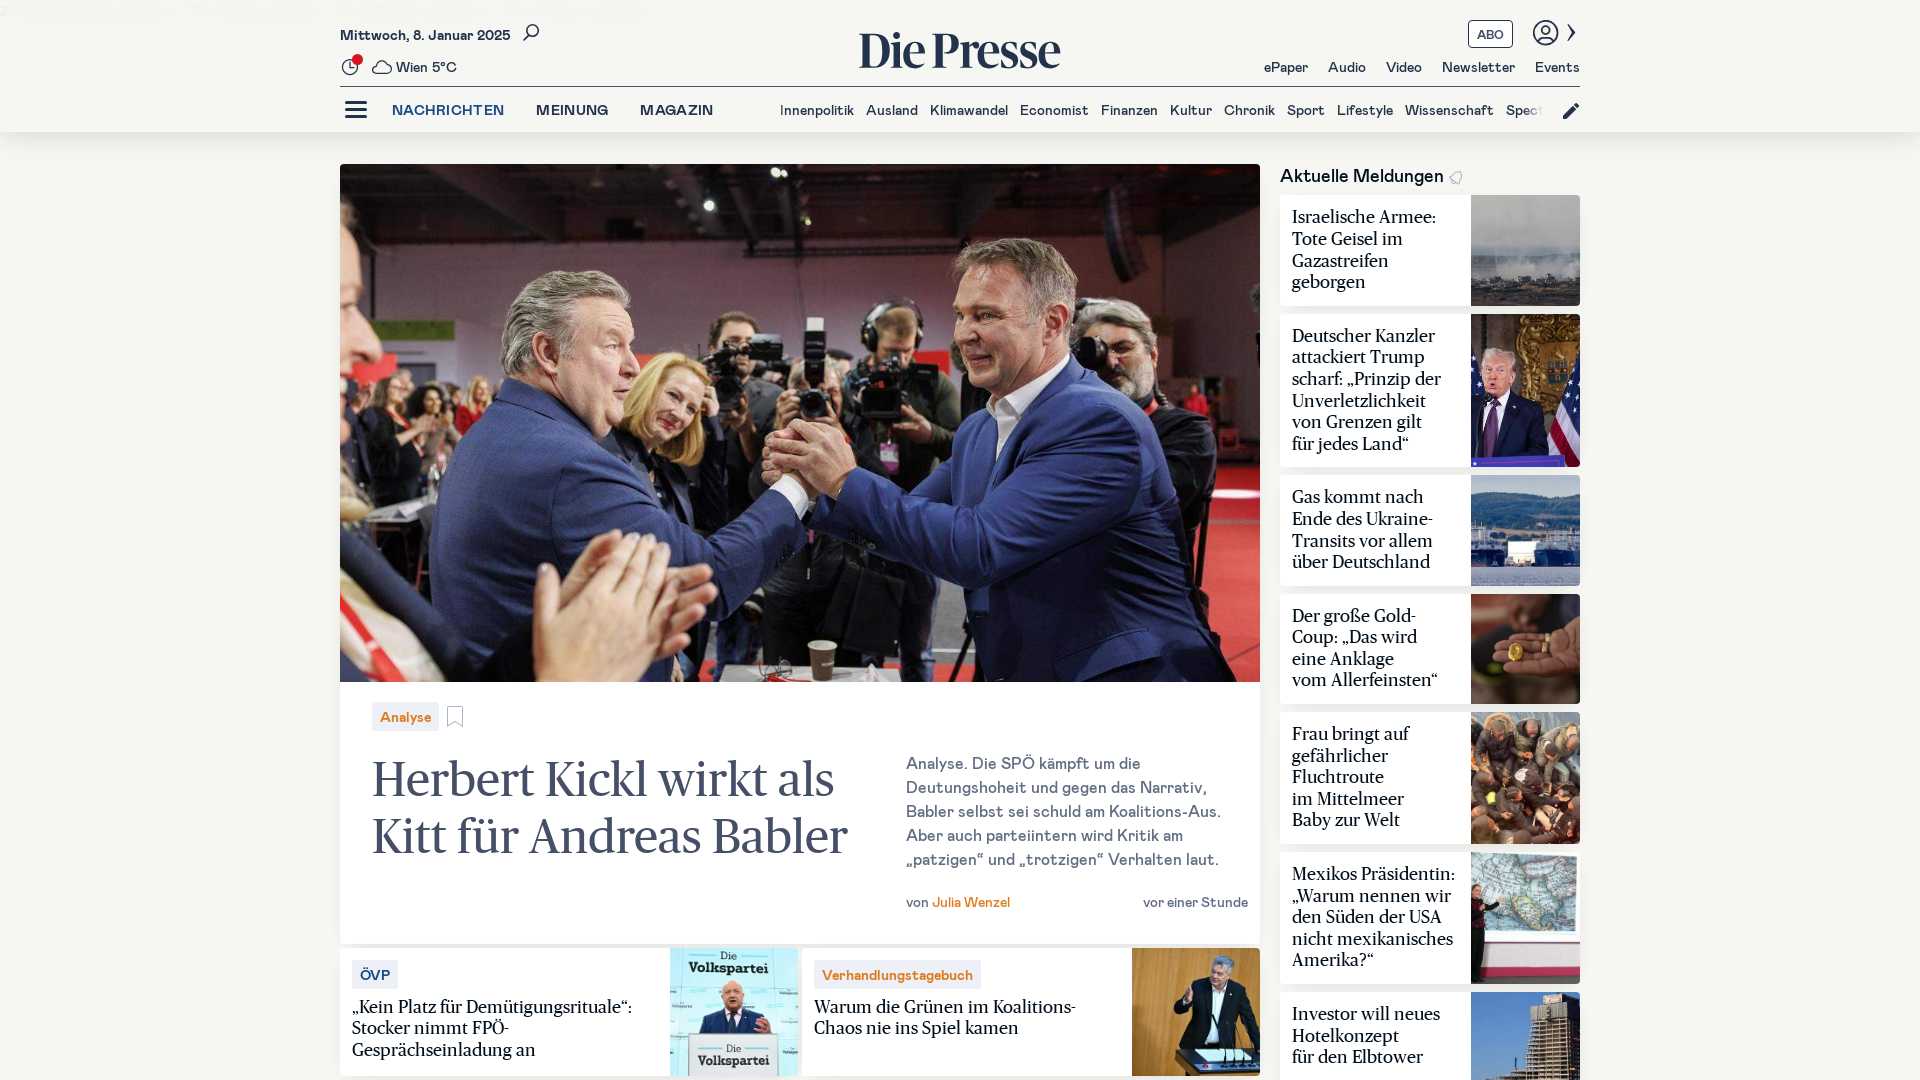 Mittwoch, 8. Januar 2025
Wien 5°C
Die Presse
ABO
ePaper Audio Video Newsletter Events
NACHRICHTEN MEINUNG MAGAZIN
Innenpolitik Ausland Klimawandel Economist Finanzen Kultur Chronik Sport Lifestyle Wissenschaft Spect
Analyse
Herbert Kickl wirkt als
Kitt für Andreas Babler
Analyse. Die SPÖ kämpft um die
Deutungshoheit und gegen das Narrativ,
Babler selbst sei schuld am Koalitions-Aus.
Aber auch parteiintern wird Kritik am
„patzigen“ und „trotzigen“ Verhalten laut.
von Julia Wenzel
vor einer Stunde
ÖVP
„Kein Platz für Demütigungsrituale“:
Stocker nimmt FPÖ-
Gesprächseinladung an
Die
Volkspartei
Die
Volkspartei
Verhandlungstagebuch
Warum die Grünen im Koalitions-
Chaos nie ins Spiel kamen
Aktuelle Meldungen
Israelische Armee:
Tote Geisel im
Gazastreifen
geborgen
Deutscher Kanzler
attackiert Trump
scharf: „Prinzip der
Unverletzlichkeit
von Grenzen gilt
für jedes Land“
Gas kommt nach
Ende des Ukraine-
Transits vor allem
über Deutschland
Der große Gold-
Coup: „Das wird
eine Anklage
vom Allerfeinsten“
Frau bringt auf
gefährlicher
Fluchtroute
im Mittelmeer
Baby zur Welt
Mexikos Präsidentin:
„Warum nennen wir
den Süden der USA
nicht mexikanisches
Amerika?“
Investor will neues
Hotelkonzept
für den Elbtower